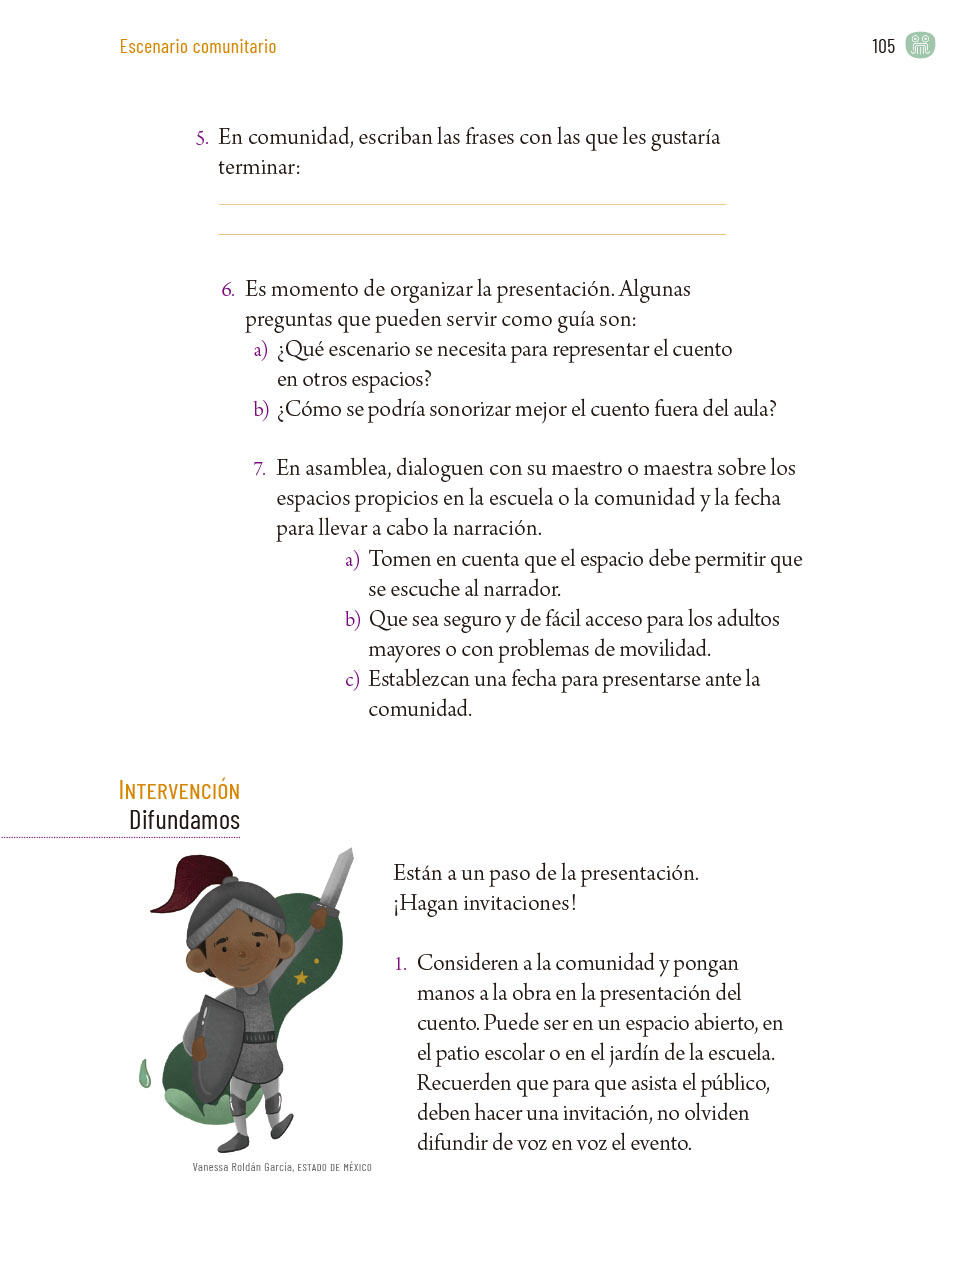 Escenario comunitario
105
5. En comunidad, escriban las frases con las que les gustaría
terminar:
6. Es momento de organizar la presentación. Algunas
preguntas que pueden servir como guía son:
a) ¿Qué escenario se necesita para representar el cuento
en otros espacios?
b) ¿Cómo se podría sonorizar mejor el cuento fuera del aula?
7. En asamblea, dialoguen con su maestro o maestra sobre los
espacios propicios en la escuela o la comunidad y la fecha
para llevar a cabo la narración.
a) Tomen en cuenta que el espacio debe permitir que
se escuche al narrador.
b) Que sea seguro y de fácil acceso para los adultos
mayores o con problemas de movilidad.
c) Establezcan una fecha para presentarse ante la
comunidad.
INTERVENCIÓN
Difundamos
Están a un paso de la presentación.
¡Hagan invitaciones!
1. Consideren a la comunidad y pongan
manos a la obra en la presentación del
cuento. Puede ser en un espacio abierto, en
el patio escolar o en el jardín de la escuela.
Recuerden que para que asista el público,
deben hacer una invitación, no olviden
difundir de voz en voz el evento.
Vanessa Roldán García, ESTADO DE MÉXICO